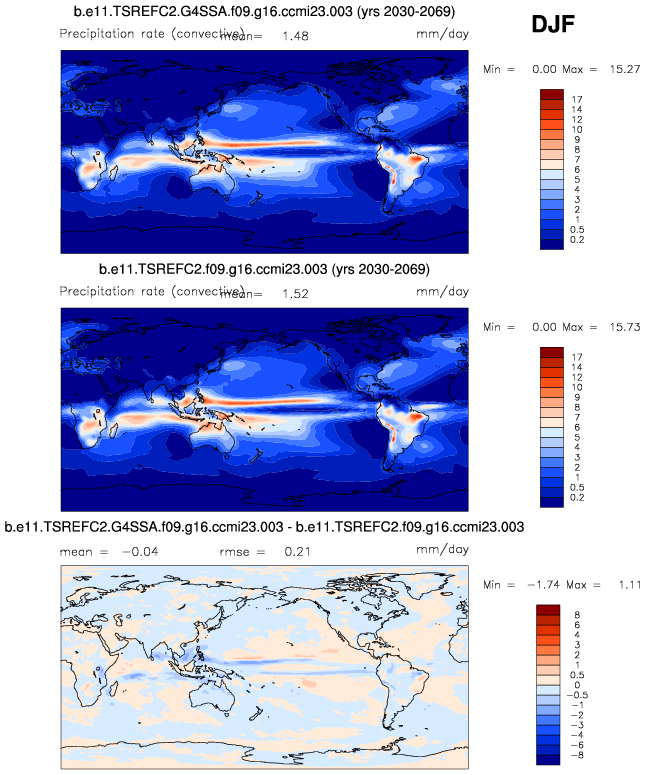 b.e11.TSREFC2.G4SSA.f09.g16.ccmi23.003 (yrs 2030-2069)
DJF
Precipitation rate (convective)
mean= 1.48
mm/day
Min = 0.00 Max = 15.27
17
14
12
10
9
8
7
6
5
4
3
2
1
0.5
0.2
b.e11.TSREFC2.f09.g16.ccmi23.003 (yrs 2030-2069)
Precipitation rate (convective)
mean= 1.52
mm/day
Min = 0.00 Max = 15.73
17
14
12
10
9
8
7
6
5
4
3
2
1
0.5
0.2
b.e11.TSREFC2.G4SSA.f09.g16.ccmi23.003 - b.e11.TSREFC2.f09.g16.ccmi23.003
mean = −0.04
rmse = 0.21
mm/day
Min = −1.74 Max = 1.11
8
6
4
3
2
1
0.5
0
−0.5
−1
−2
−3
−4
−6
−8